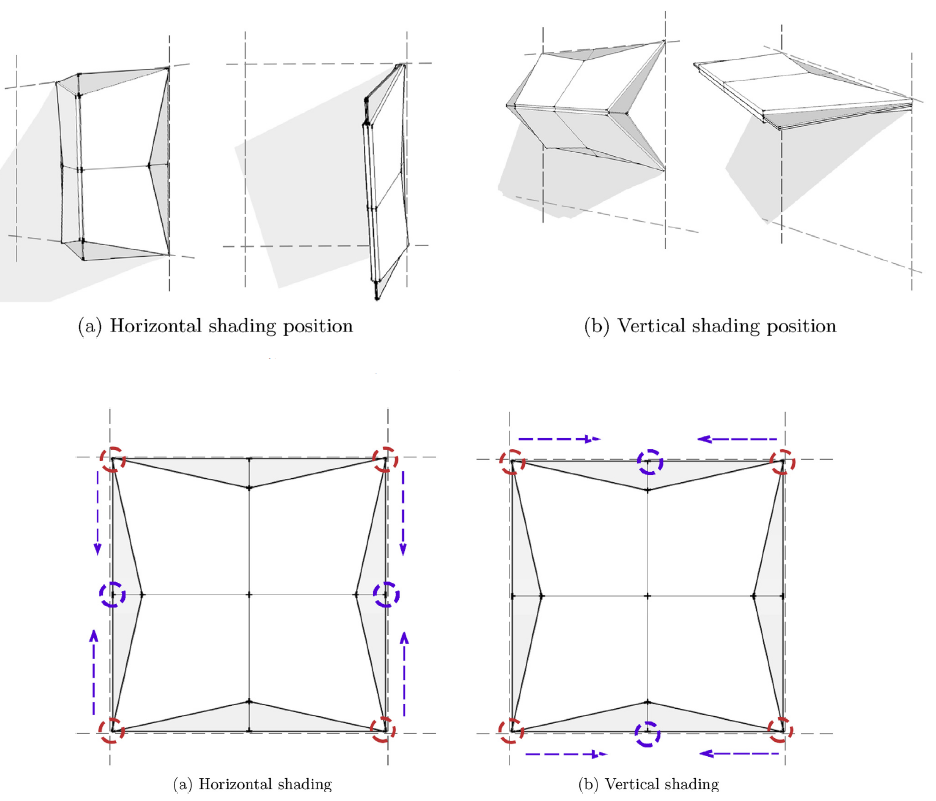 (a) Horizontal shading position
(b) Vertical shading position
(a) Horizontal shading
(b) Vertical shading